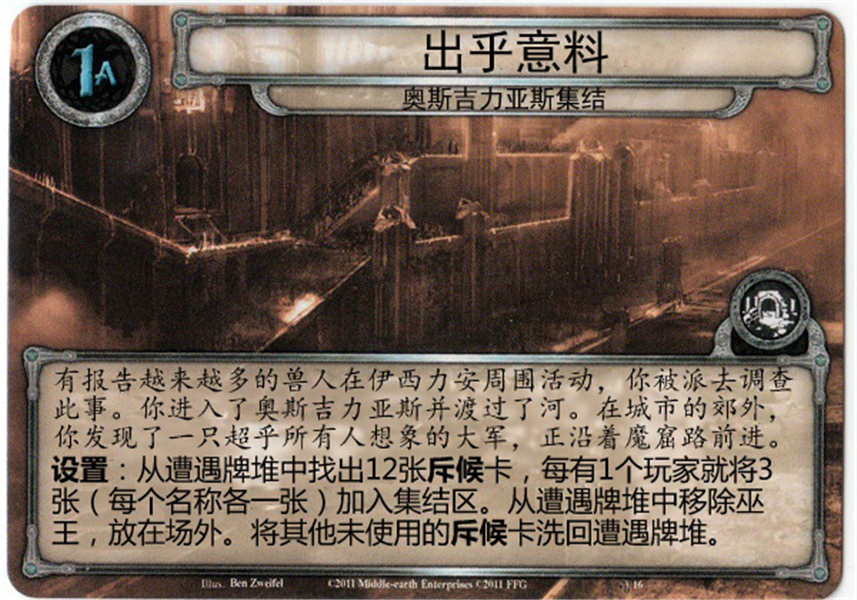 1A
出乎意料
奥斯吉力亚斯集结
有报告越来越多的兽人在伊西力安周围活动，你被派去调查
此事。你进入了奥斯吉力亚斯并渡过了河。在城市的郊外，
你发现了一只超乎所有人想象的大军，正沿着魔窟路前进。
设置：从遭遇牌堆中找出12张斥候卡，每有1个玩家就将3
张（每个名称各一张）加入集结区。从遭遇牌堆中移除巫
王，放在场外。将其他未使用的斥候卡洗回遭遇牌堆。
Illus. Ben Zweifel ©2011 Middle-earth Enterprises ©2011 FFG 16